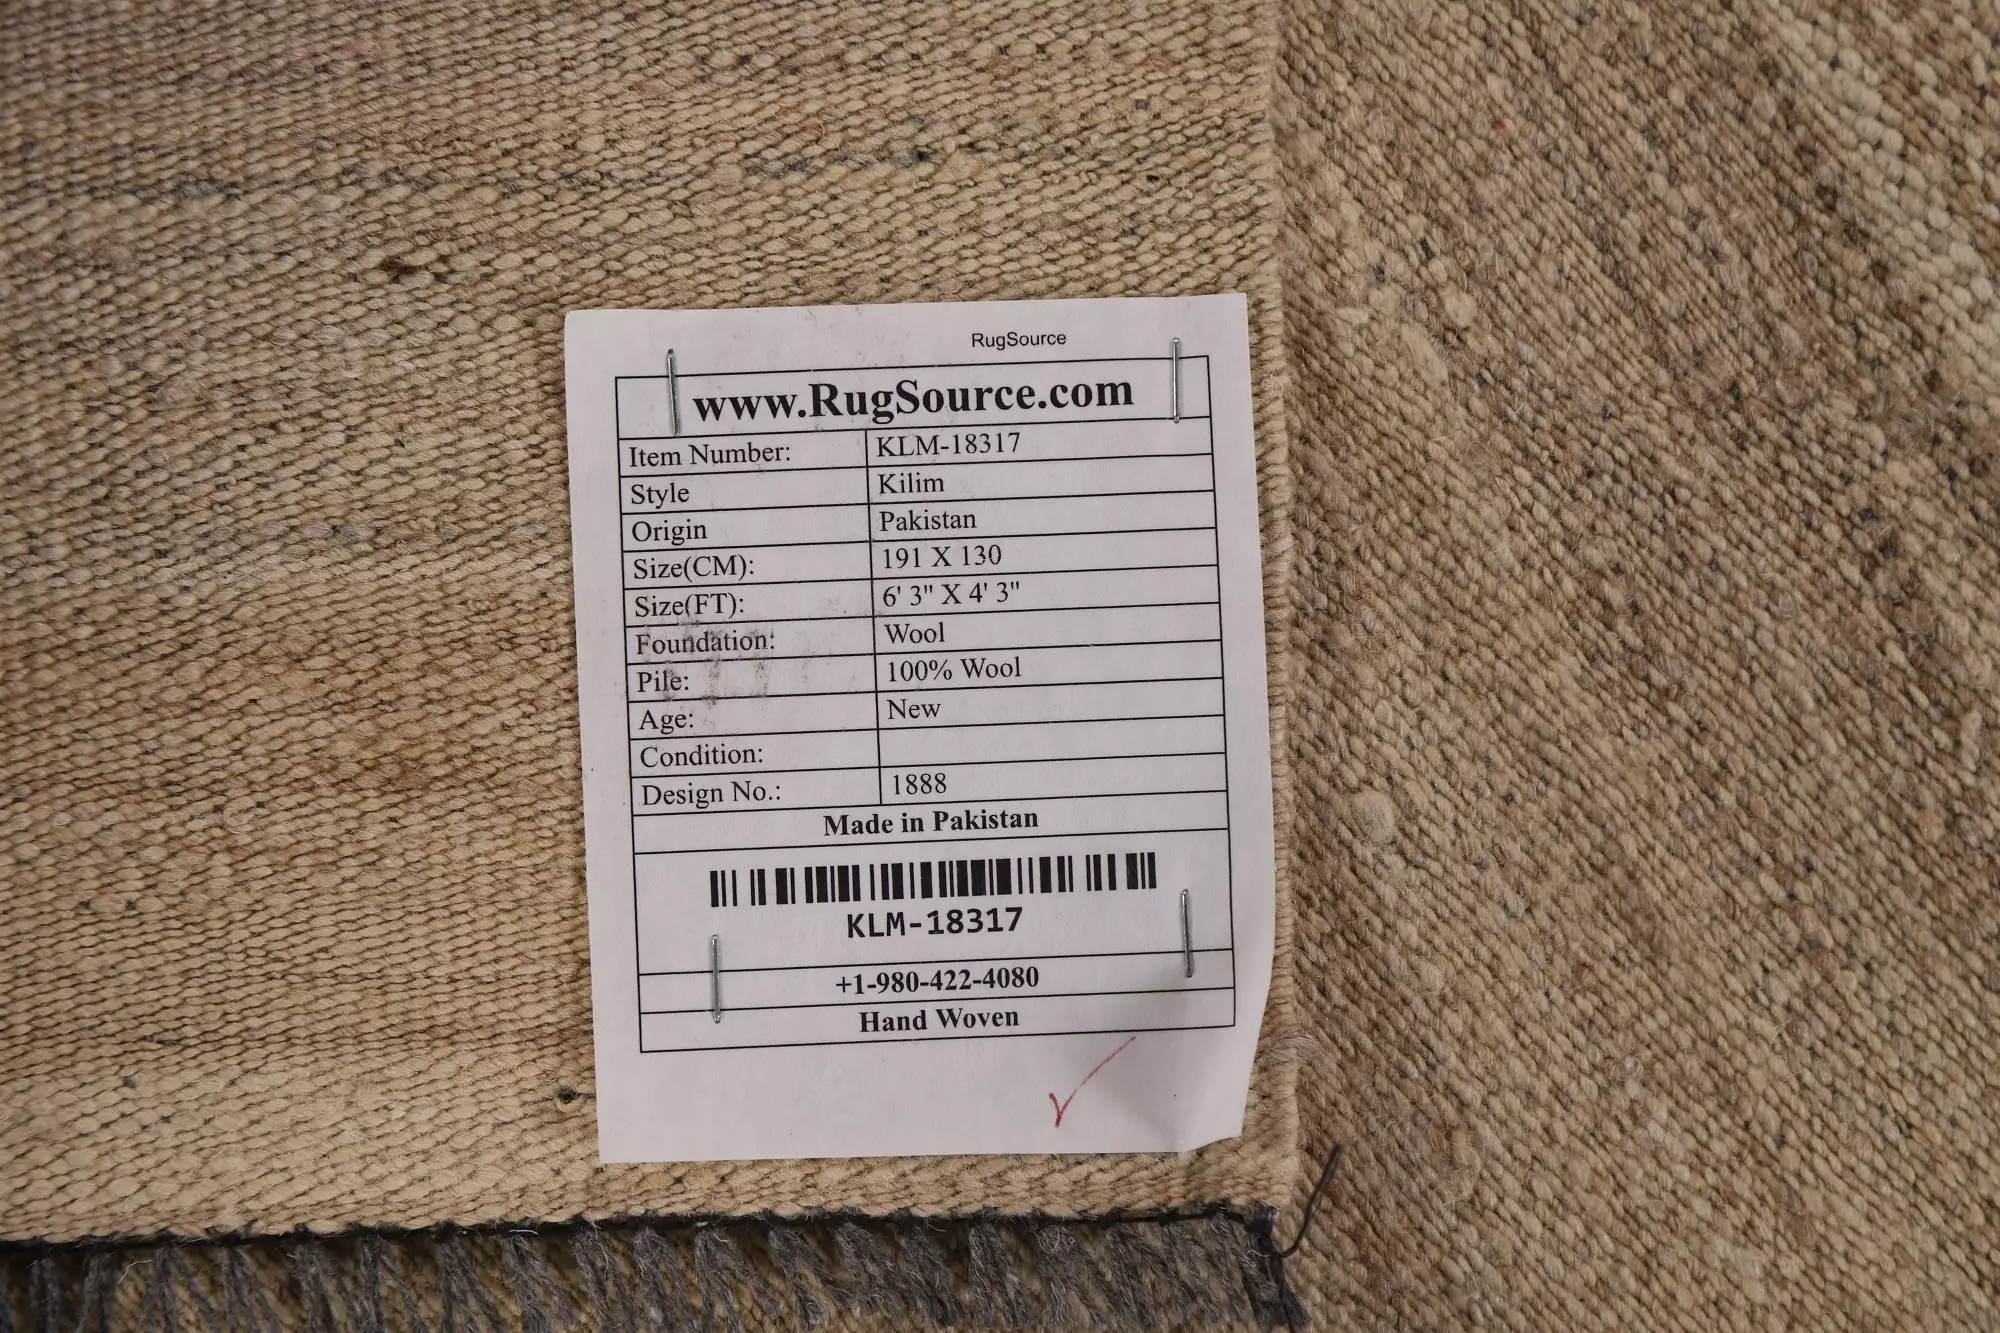 RugSource
www.RugSource.com
Item Number: KLM-18317
Style Kilim
Origin Pakistan
Size(CM): 191 X 130
Size(FT): 6' 3" X 4' 3"
Foundation: Wool
Pile: 100% Wool
Age: New
Condition:
Design No.: 1888
Made in Pakistan
KLM-18317
+1-980-422-4080
Hand Woven